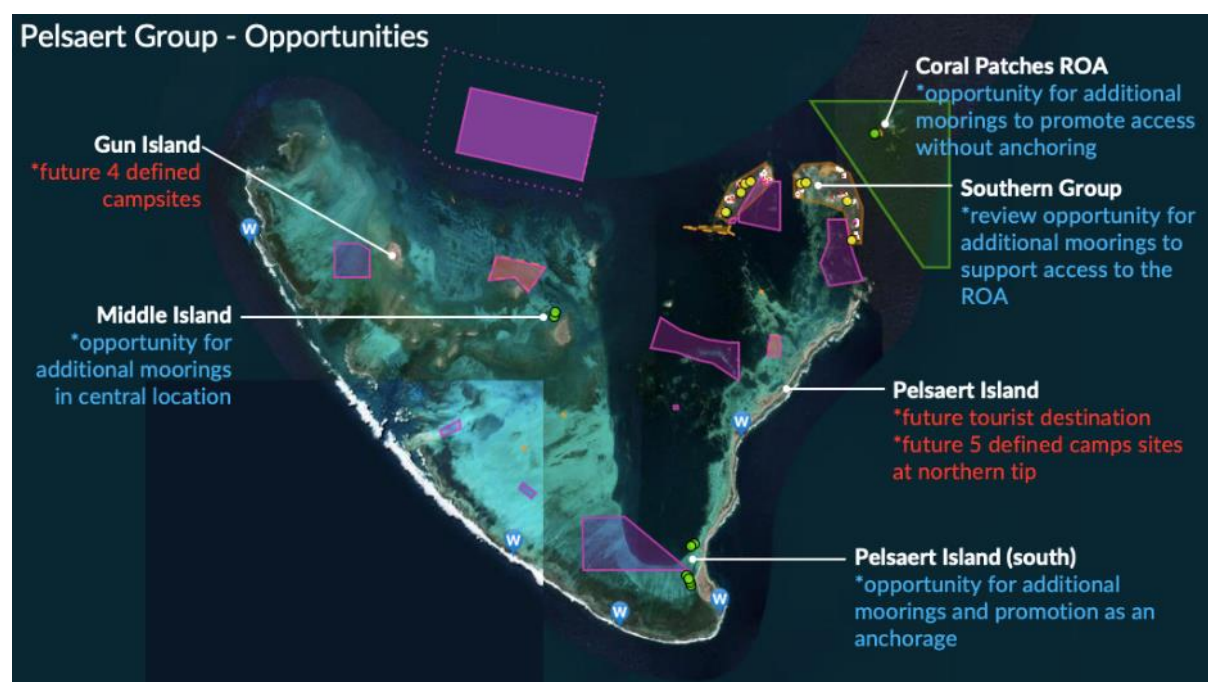 Pelsaert Group - Opportunities
Coral Patches ROA
*opportunity for additional
moorings to promote access
without anchoring
Gun Island
*future 4 defined
campsites
Southern Group
*review opportunity for
additional moorings to
support access to the
ROA
Middle Island
*opportunity for
additional moorings
in central location
Pelsaert Island
*future tourist destination
*future 5 defined camps sites
at northern tip
Pelsaert Island (south)
*opportunity for additional
moorings and promotion as an
anchorage
W
W
W
W
W